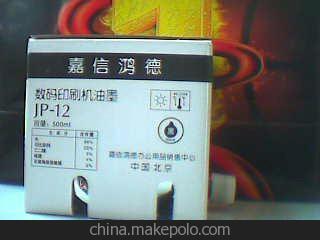 嘉信鸿德
数码印刷机油墨
JP-12
容量：500ml
黑
嘉信鸿德办公用品销售中心
中国·北京
china.makepolo.com